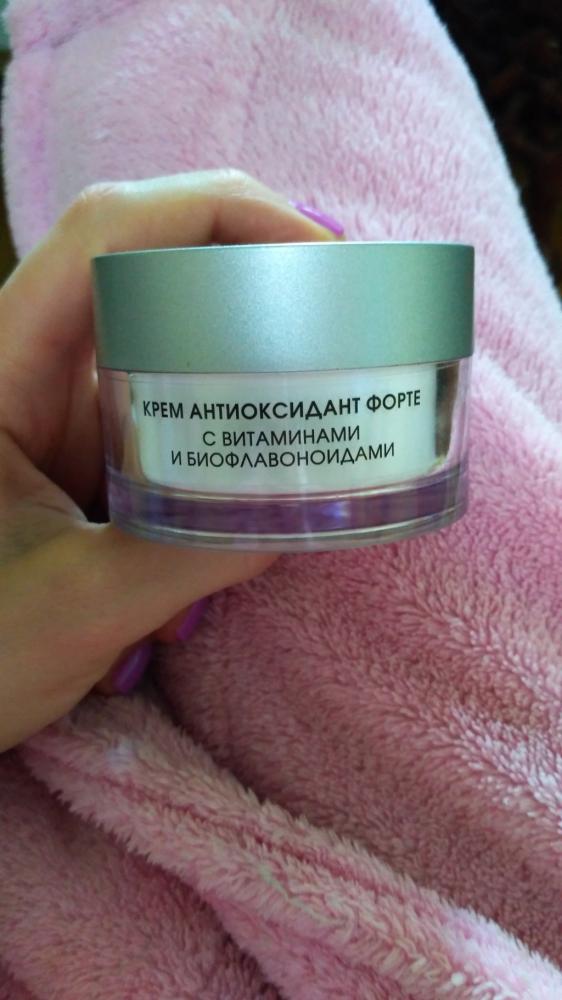 КРЕМ АНТИОКСИДАНТ ФОРТЕ
С ВИТАМИНАМИ
И БИОФЛАВОНОИДАМИ